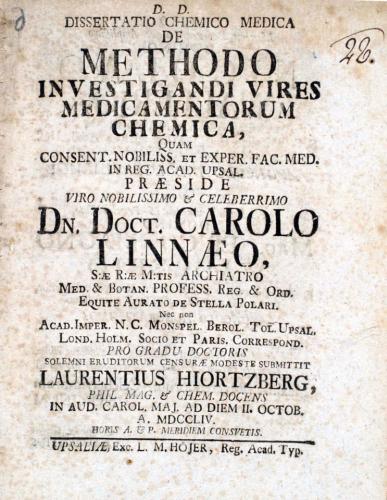 D. D.
DISSERTATIO CHEMICO MEDICA
DE
METHODO
INVESTIGANDI VIRES
MEDICAMENTORUM
CHEMICA,
QUAM
CONSENT. NOBILISS. ET EXPER. FAC. MED.
IN REG. ACAD. UPSAL.
PRÆSIDE
VIRO NOBILISSIMO & CELEBERRIMO
DN. DOCT. CAROLO
LINNÆO,
S:Æ R:Æ M:TIS ARCHIATRO
MED. & BOTAN. PROFESS. REG. & ORD.
EQUITE AURATO DE STELLA POLARI.
Nec non
ACAD. IMPER. N. C. MONSPEL. BEROL. TOL. UPSAL.
LOND. HOLM. SOCIO ET PARIS. CORRESPOND.
PRO GRADU DOCTORIS
SOLEMNI ERUDITORUM CENSURÆ MODESTE SUBMITTIT
LAURENTIUS HIORTZBERG,
PHIL. MAG. & CHEM. DOCENS
IN AUD. CAROL. MAJ. AD DIEM II. OCTOB.
A. MDCCLIV.
HORIS A. & P. MERIDIEM CONSVETIS.
UPSALIÆ, Exc. L. M. HÖJER, Reg. Acad. Typ.